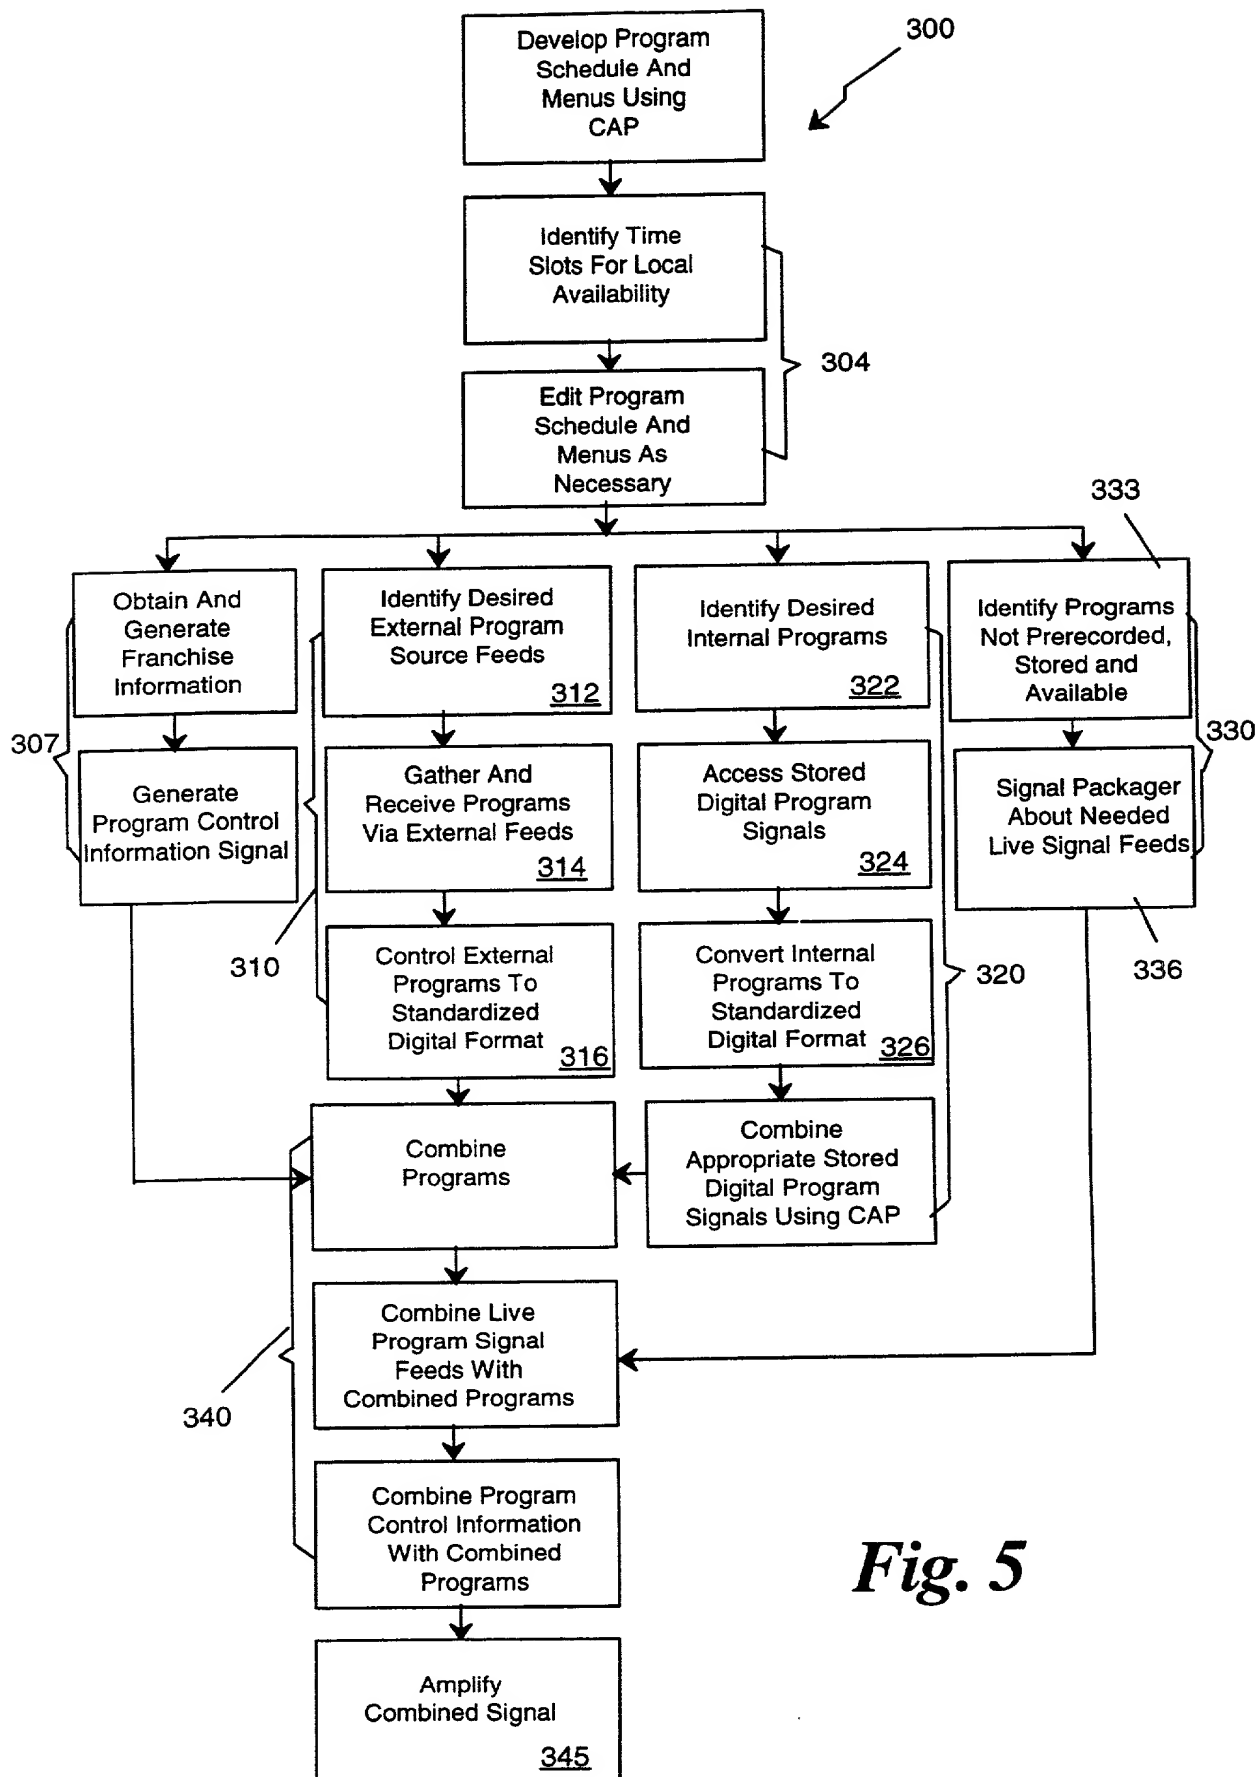 Develop Program
Schedule And
Menus Using
CAP
300
Identify Time
Slots For Local
Availability
304
Edit Program
Schedule And
Menus As
Necessary
333
Obtain And
Generate
Franchise
Information
Identify Desired
External Program
Source Feeds
312
Identify Desired
Internal Programs
322
Identify Programs
Not Prerecorded,
Stored and
Available
307
330
Generate
Program Control
Information Signal
Gather And
Receive Programs
Via External Feeds
314
Access Stored
Digital Program
Signals
324
Signal Packager
About Needed
Live Signal Feeds
310
Control External
Programs To
Standardized
Digital Format
316
Convert Internal
Programs To
Standardized
Digital Format
326
320
336
Combine
Programs
Combine
Appropriate Stored
Digital Program
Signals Using CAP
Combine Live
Program Signal
Feeds With
Combined Programs
340
Combine Program
Control Information
With Combined
Programs
Fig. 5
Amplify
Combined Signal
345